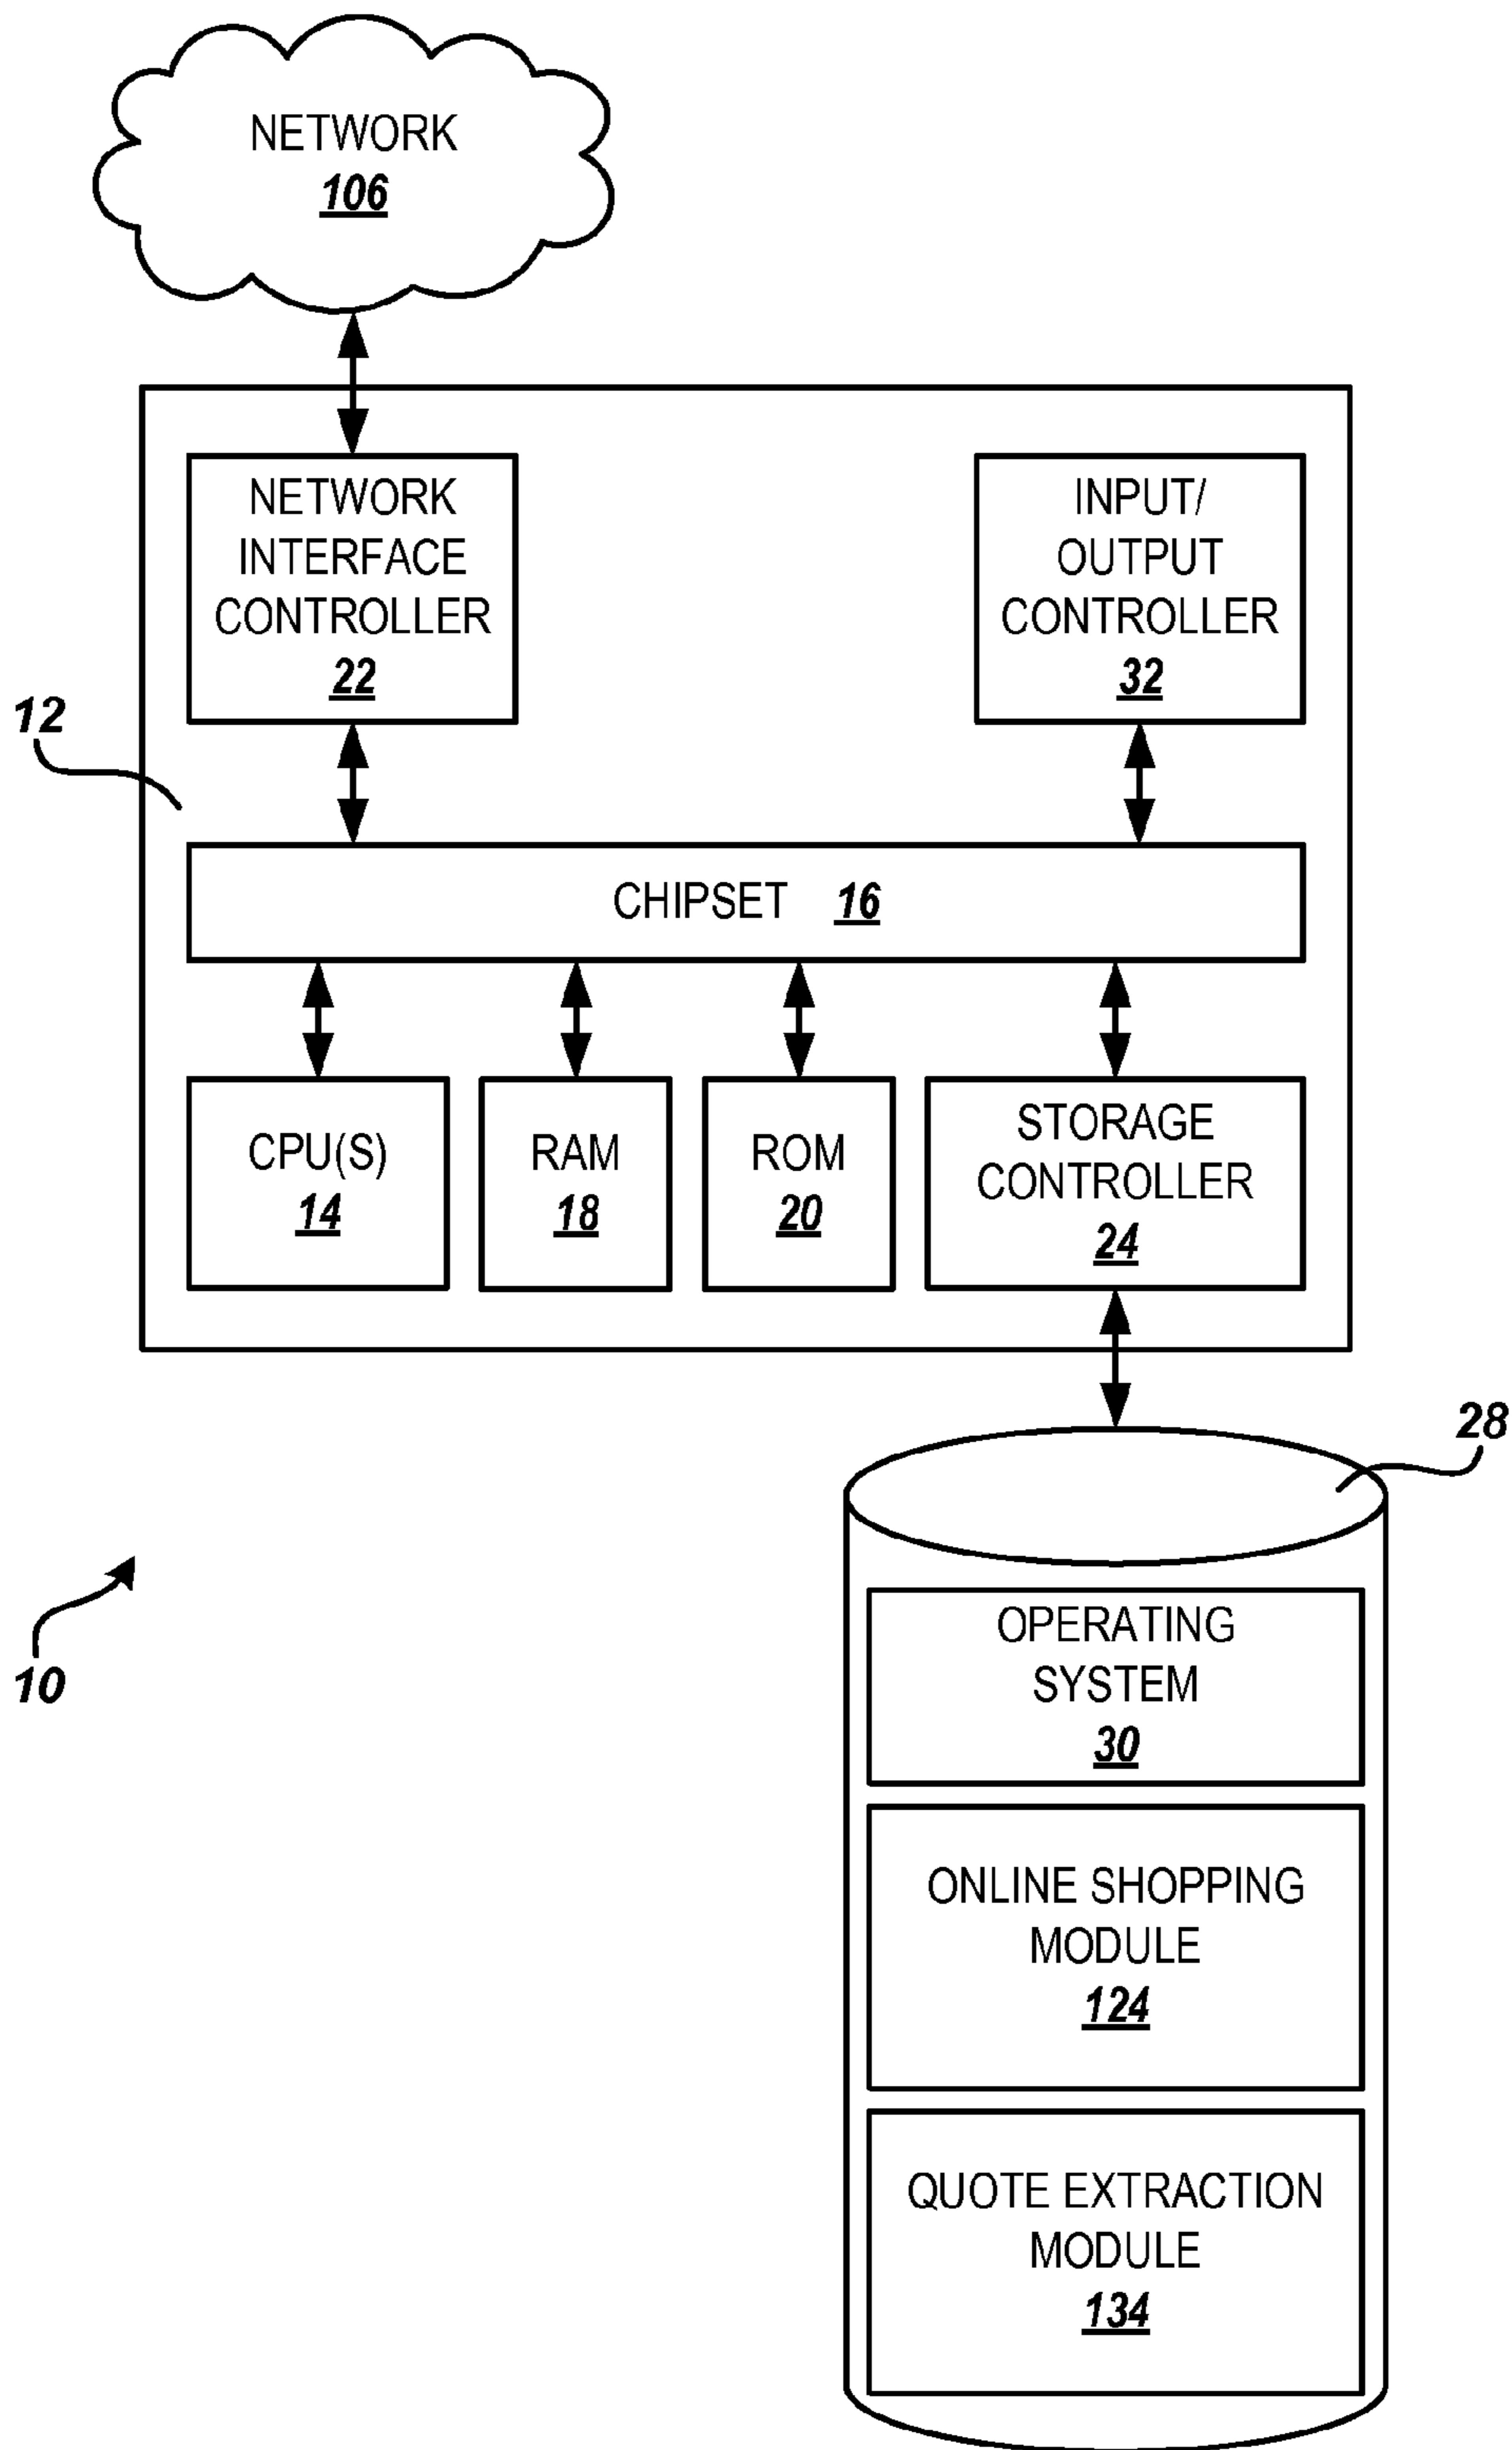 NETWORK
106
NETWORK
INTERFACE
CONTROLLER
22
INPUT/
OUTPUT
CONTROLLER
32
12
CHIPSET 16
CPU(S)
14
RAM
18
ROM
20
STORAGE
CONTROLLER
24
28
10
OPERATING
SYSTEM
30
ONLINE SHOPPING
MODULE
124
QUOTE EXTRACTION
MODULE
134